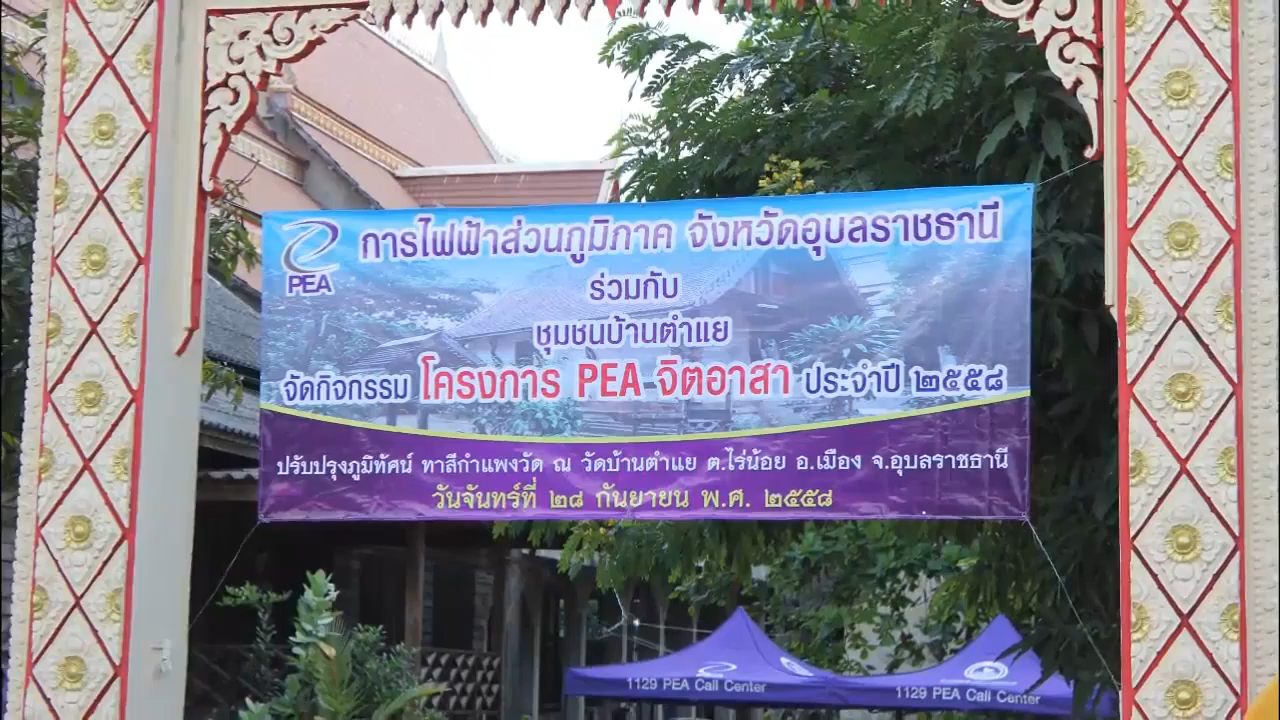 การไฟฟ้าส่วนภูมิภาค จังหวัดอุบลราชธานี
PEA
ร่วมกับ
ชุมชนบ้านตำแย
จัดกิจกรรม โครงการ PEA จิตอาสา ประจำปี ๒๕๕๘
ปรับปรุงภูมิทัศน์ ทาสีกำแพงวัด ณ วัดบ้านตำแย ต.ไร่น้อย อ.เมือง จ.อุบลราชธานี
วันจันทร์ที่ ๒๘ กันยายน พ.ศ. ๒๕๕๘
1129 PEA Call Center
1129 PEA Call Center